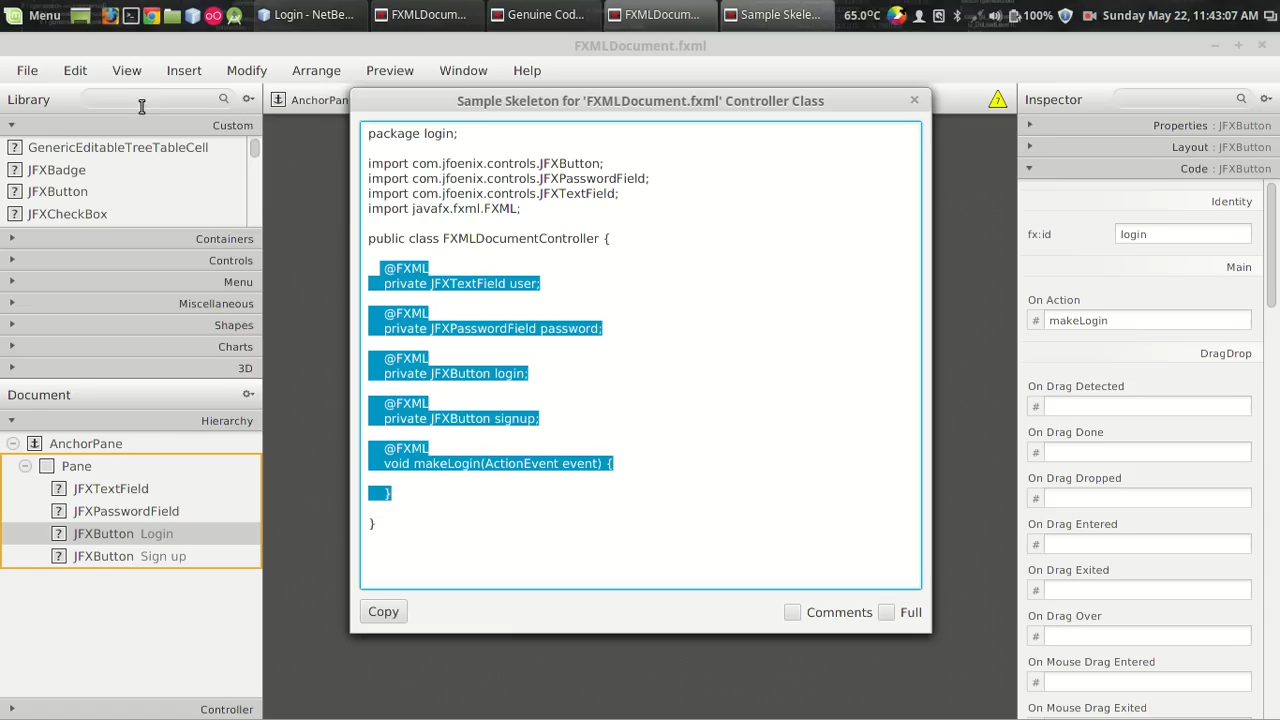 Menu
Login - NetBe...
FXMLDocum...
Genuine Cod...
FXMLDocum...
Sample Skele...
65.0°C
100%
Sunday May 22, 11:43:07 AM
FXMLDocument.fxml
File Edit View Insert Modify Arrange Preview Window Help
Library
Custom
GenericEditableTreeTableCell
JFXBadge
JFXButton
JFXCheckBox
Containers
Controls
Menu
Miscellaneous
Shapes
Charts
3D
Document
Hierarchy
AnchorPane
Pane
JFXTextField
JFXPasswordField
JFXButton Login
JFXButton Sign up
Controller
AnchorPan
Sample Skeleton for 'FXMLDocument.fxml' Controller Class
package login;
import com.jfoenix.controls.JFXButton;
import com.jfoenix.controls.JFXPasswordField;
import com.jfoenix.controls.JFXTextField;
import javafx.fxml.FXML;
public class FXMLDocumentController {
@FXML
private JFXTextField user;
@FXML
private JFXPasswordField password;
@FXML
private JFXButton login;
@FXML
private JFXButton signup;
@FXML
void makeLogin(ActionEvent event) {
}
}
Copy
Comments
Full
7
Inspector
Properties : JFXButton
Layout : JFXButton
Code : JFXButton
Identity
fx:id
login
Main
On Action
# makeLogin
DragDrop
On Drag Detected
#
On Drag Done
#
On Drag Dropped
#
On Drag Entered
#
On Drag Exited
#
On Drag Over
#
On Mouse Drag Entered
#
On Mouse Drag Exited